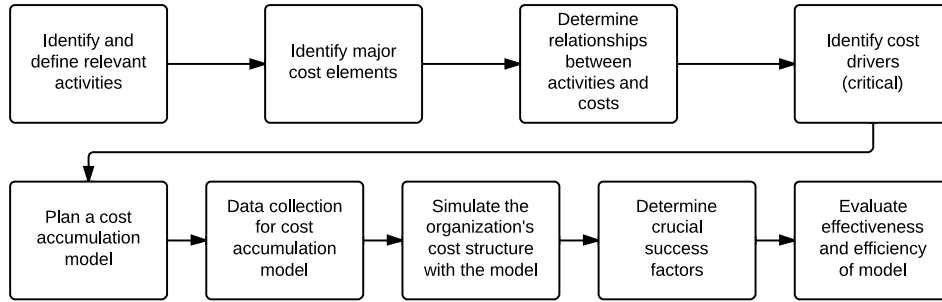 Identify and
define relevant
activities
Identify major
cost elements
Determine
relationships
between
activities and
costs
Identify cost
drivers
(critical)
Plan a cost
accumulation
model
Data collection
for cost
accumulation
model
Simulate the
organization's
cost structure
with the model
Determine
crucial
success
factors
Evaluate
effectiveness
and efficiency
of model